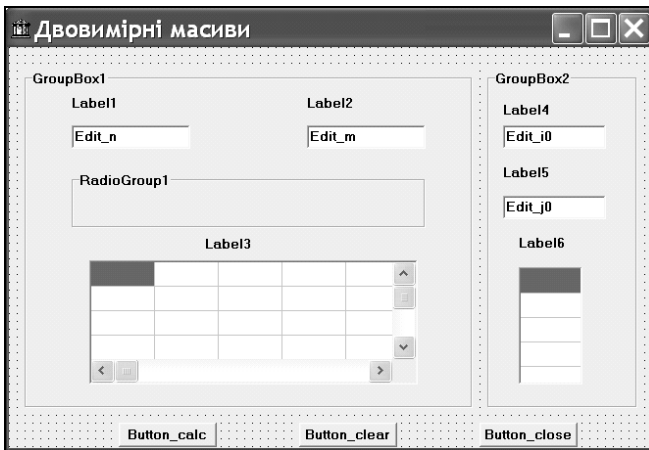 Двовимірні масиви
GroupBox1
Label1
Label2
Edit_n
Edit_m
RadioGroup1
Label3
GroupBox2
Label4
Edit_i0
Label5
Edit_j0
Label6
Button_calc
Button_clear
Button_close